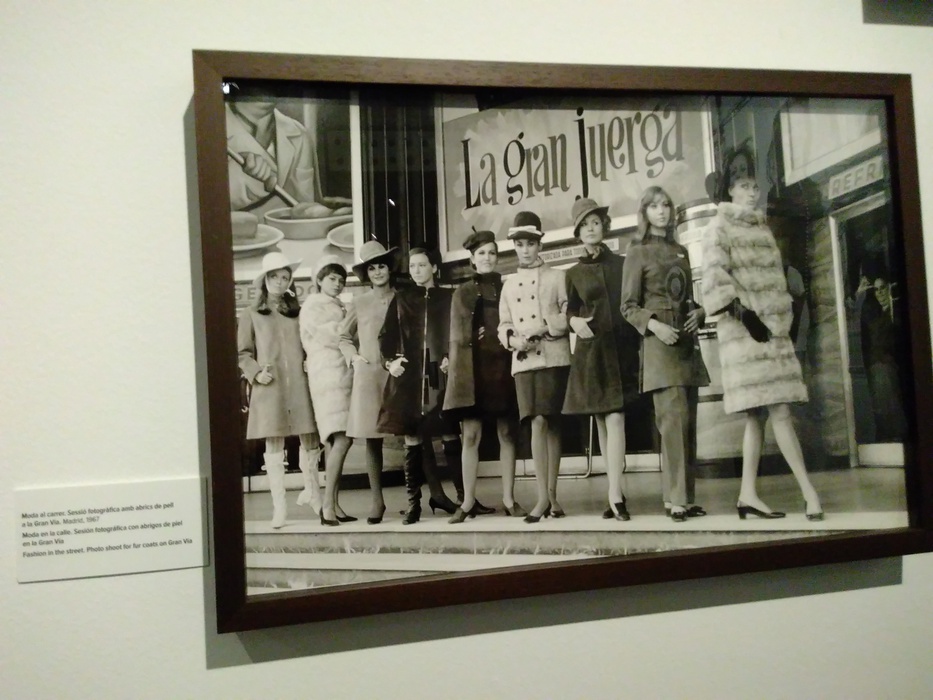 La gran juerga
REFR
Moda al carrer. Sessió fotogràfica amb abrics de pell
a la Gran Via. Madrid, 1967
Moda en la calle. Sesión fotográfica con abrigos de piel
en la Gran Vía
Fashion in the street. Photo shoot for fur coats on Gran Via